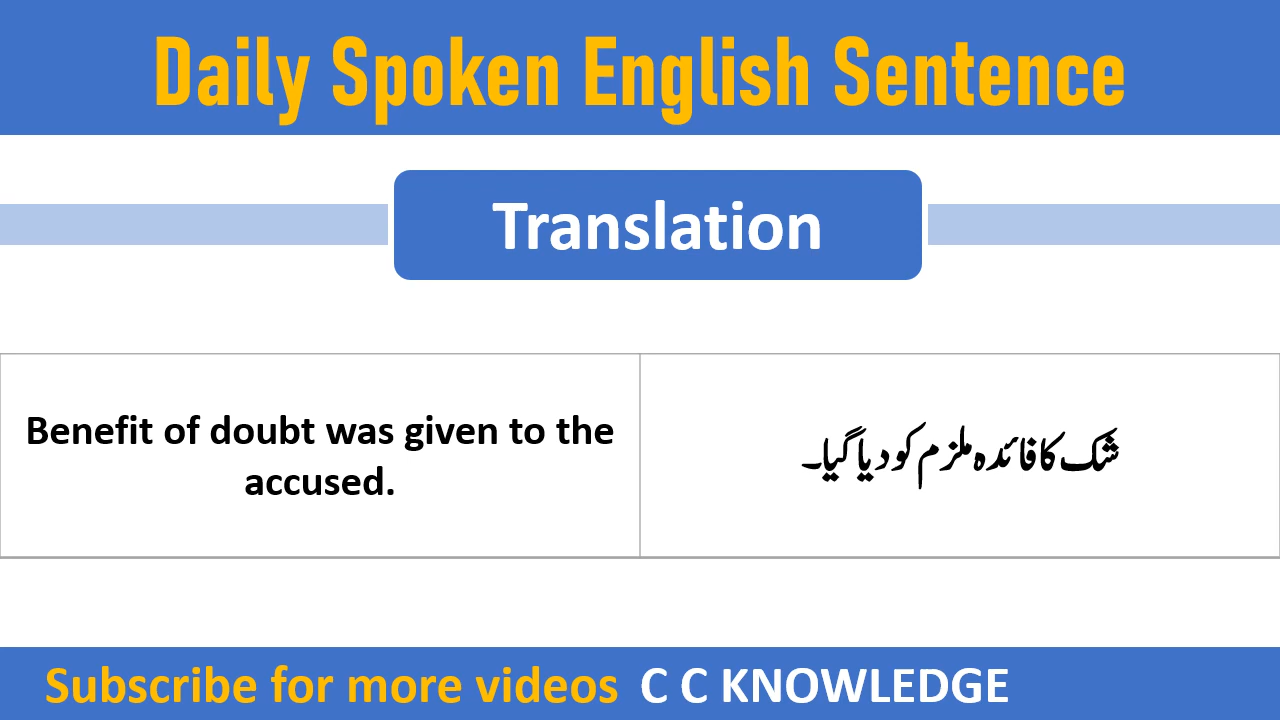 Daily Spoken English Sentence
Translation
Benefit of doubt was given to the
accused.
شک کا فائدہ ملزم کو دیا گیا۔
Subscribe for more videos C C KNOWLEDGE